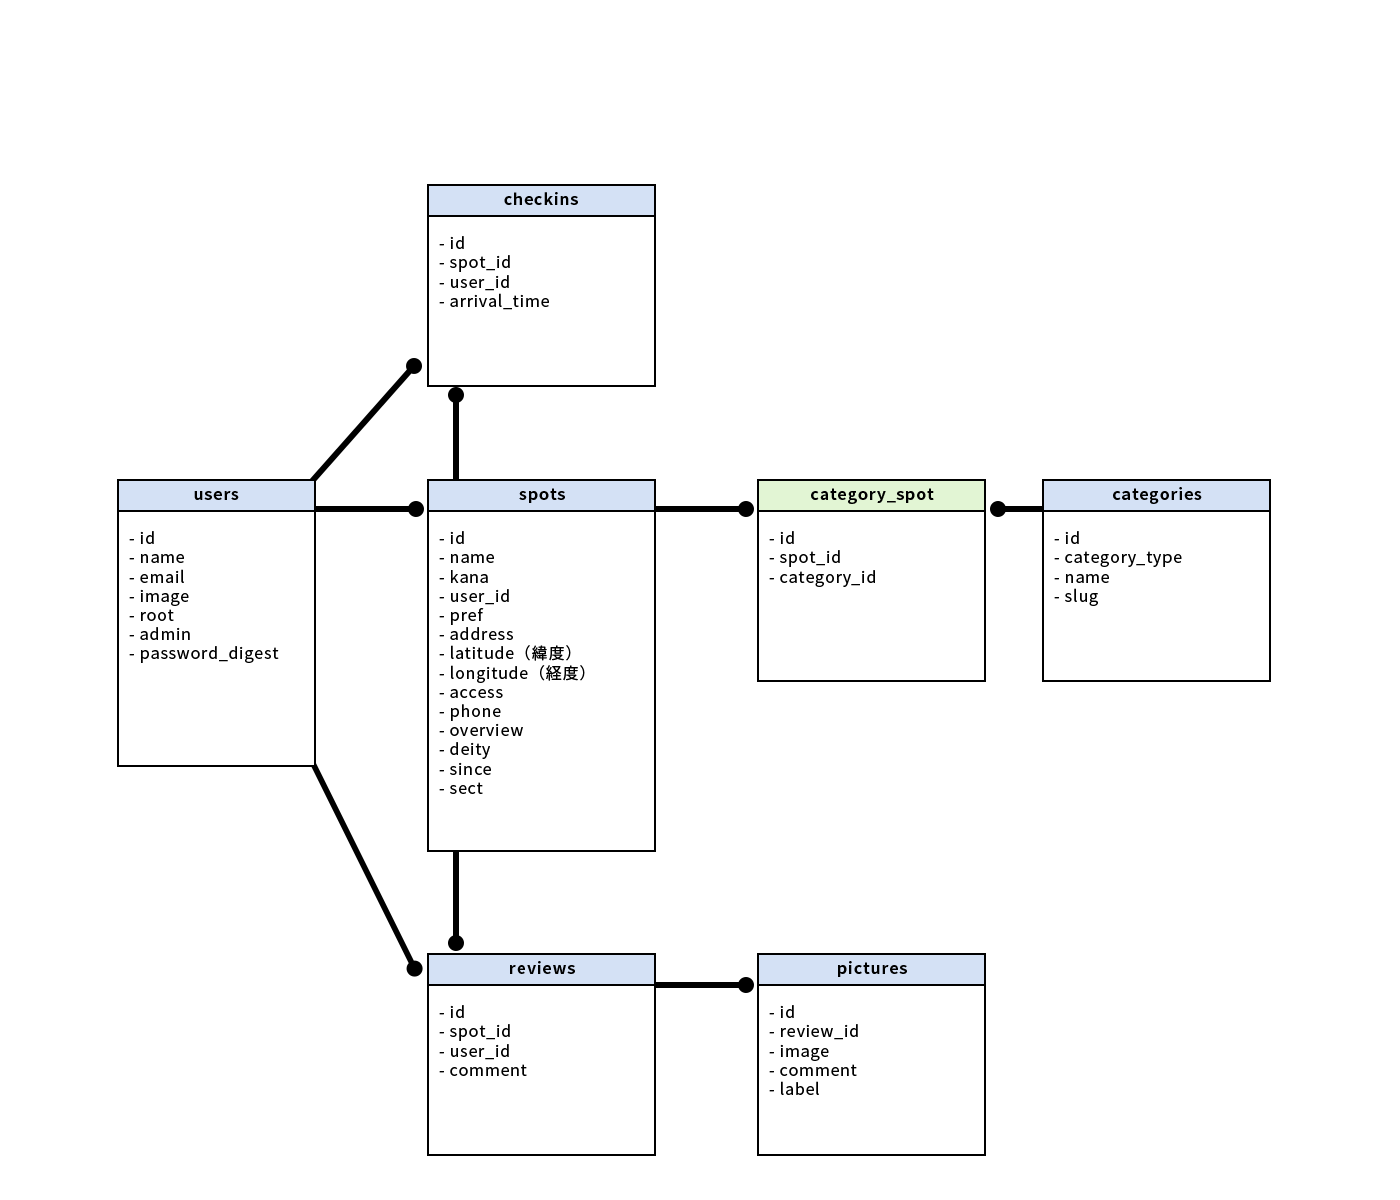 checkins
- id
- spot_id
- user_id
- arrival_time
users
- id
- name
- email
- image
- root
- admin
- password_digest
spots
- id
- name
- kana
- user_id
- pref
- address
- latitude（緯度）
- longitude（経度）
- access
- phone
- overview
- deity
- since
- sect
category_spot
- id
- spot_id
- category_id
categories
- id
- category_type
- name
- slug
reviews
- id
- spot_id
- user_id
- comment
pictures
- id
- review_id
- image
- comment
- label